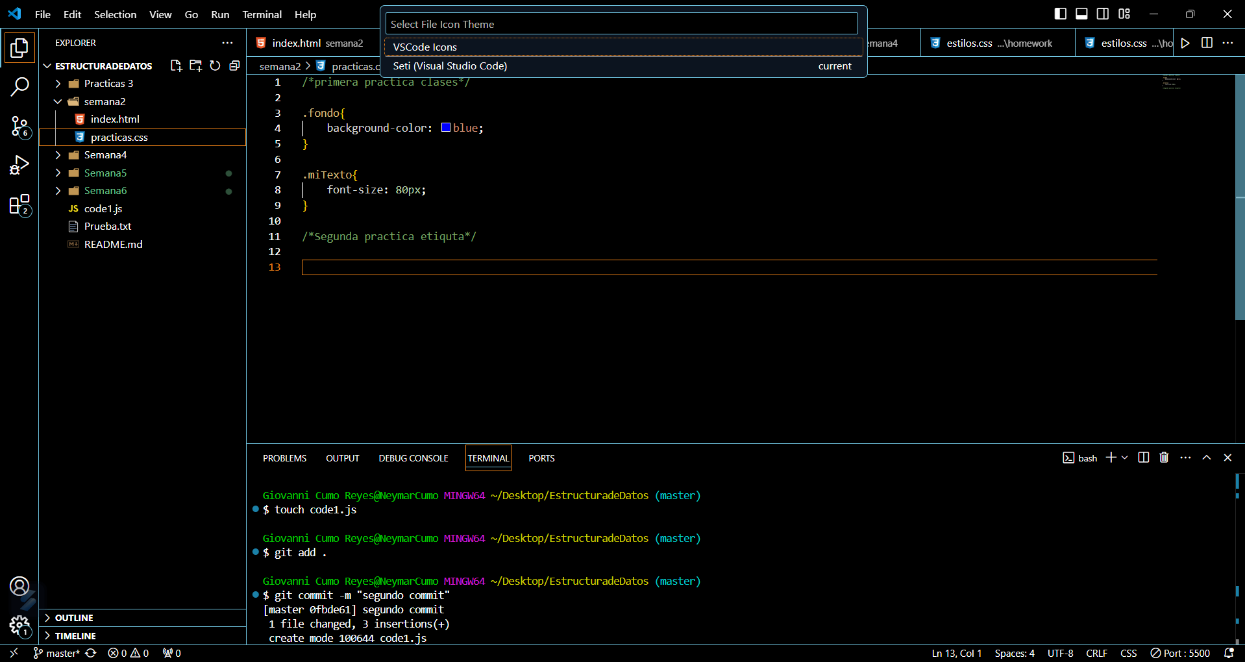 File Edit Selection View Go Run Terminal Help
Select File Icon Theme
VSCode Icons
Seti (Visual Studio Code) current
EXPLORER
ESTRUCTURADEDATOS
Practicas 3
semana2
index.html
practicas.css
Semana4
Semana5
Semana6
code1.js
Prueba.txt
README.md
OUTLINE
TIMELINE
6
2
1
index.html semana2
emana4
estilos.css ...\homework
estilos.css ...\ho
semana2 > practicas.c
1 /*primera practica clases*/
2
3 .fondo{
4 background-color: blue;
5 }
6
7 .miTexto{
8 font-size: 80px;
9 }
10
11 /*Segunda practica etiquta*/
12
13
PROBLEMS OUTPUT DEBUG CONSOLE TERMINAL PORTS
bash
Giovanni Cumo Reyes@NeymarCumo MINGW64 ~/Desktop/EstructuradeDatos (master)
$ touch code1.js
Giovanni Cumo Reyes@NeymarCumo MINGW64 ~/Desktop/EstructuradeDatos (master)
$ git add .
Giovanni Cumo Reyes@NeymarCumo MINGW64 ~/Desktop/EstructuradeDatos (master)
$ git commit -m "segundo commit"
[master 0fbde61] segundo commit
1 file changed, 3 insertions(+)
create mode 100644 code1.js
master* 0 0 0
Ln 13, Col 1 Spaces: 4 UTF-8 CRLF CSS Port : 5500